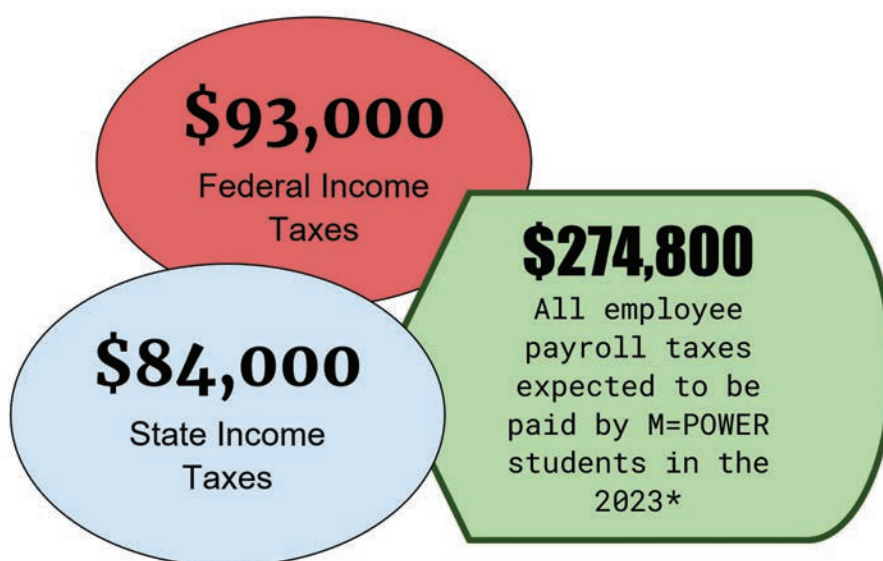 $93,000
Federal Income
Taxes
$84,000
State Income
Taxes
$274,800
All employee
payroll taxes
expected to be
paid by M=POWER
students in the
2023*